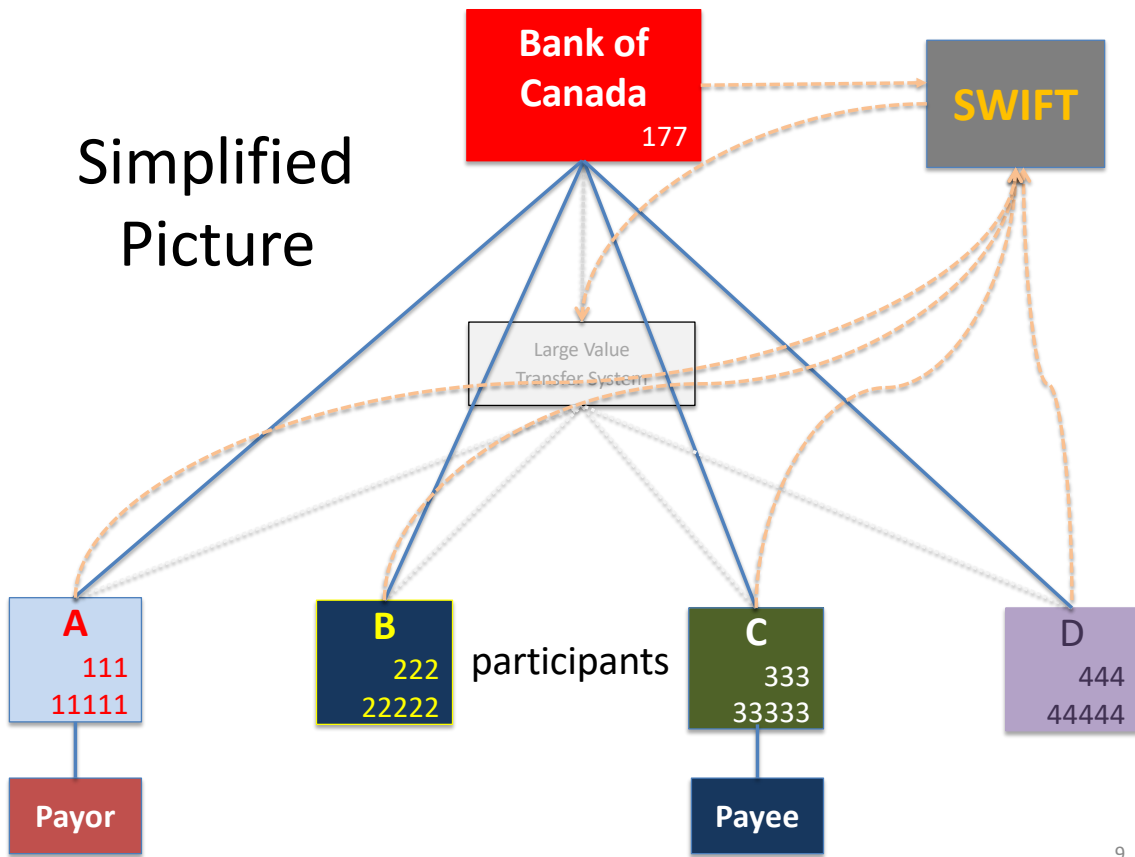 Bank of
Canada
177
SWIFT
Simplified
Picture
Large Value
Transfer System
A
111
11111
B
222
22222
participants
C
333
33333
D
444
44444
Payor
Payee
9